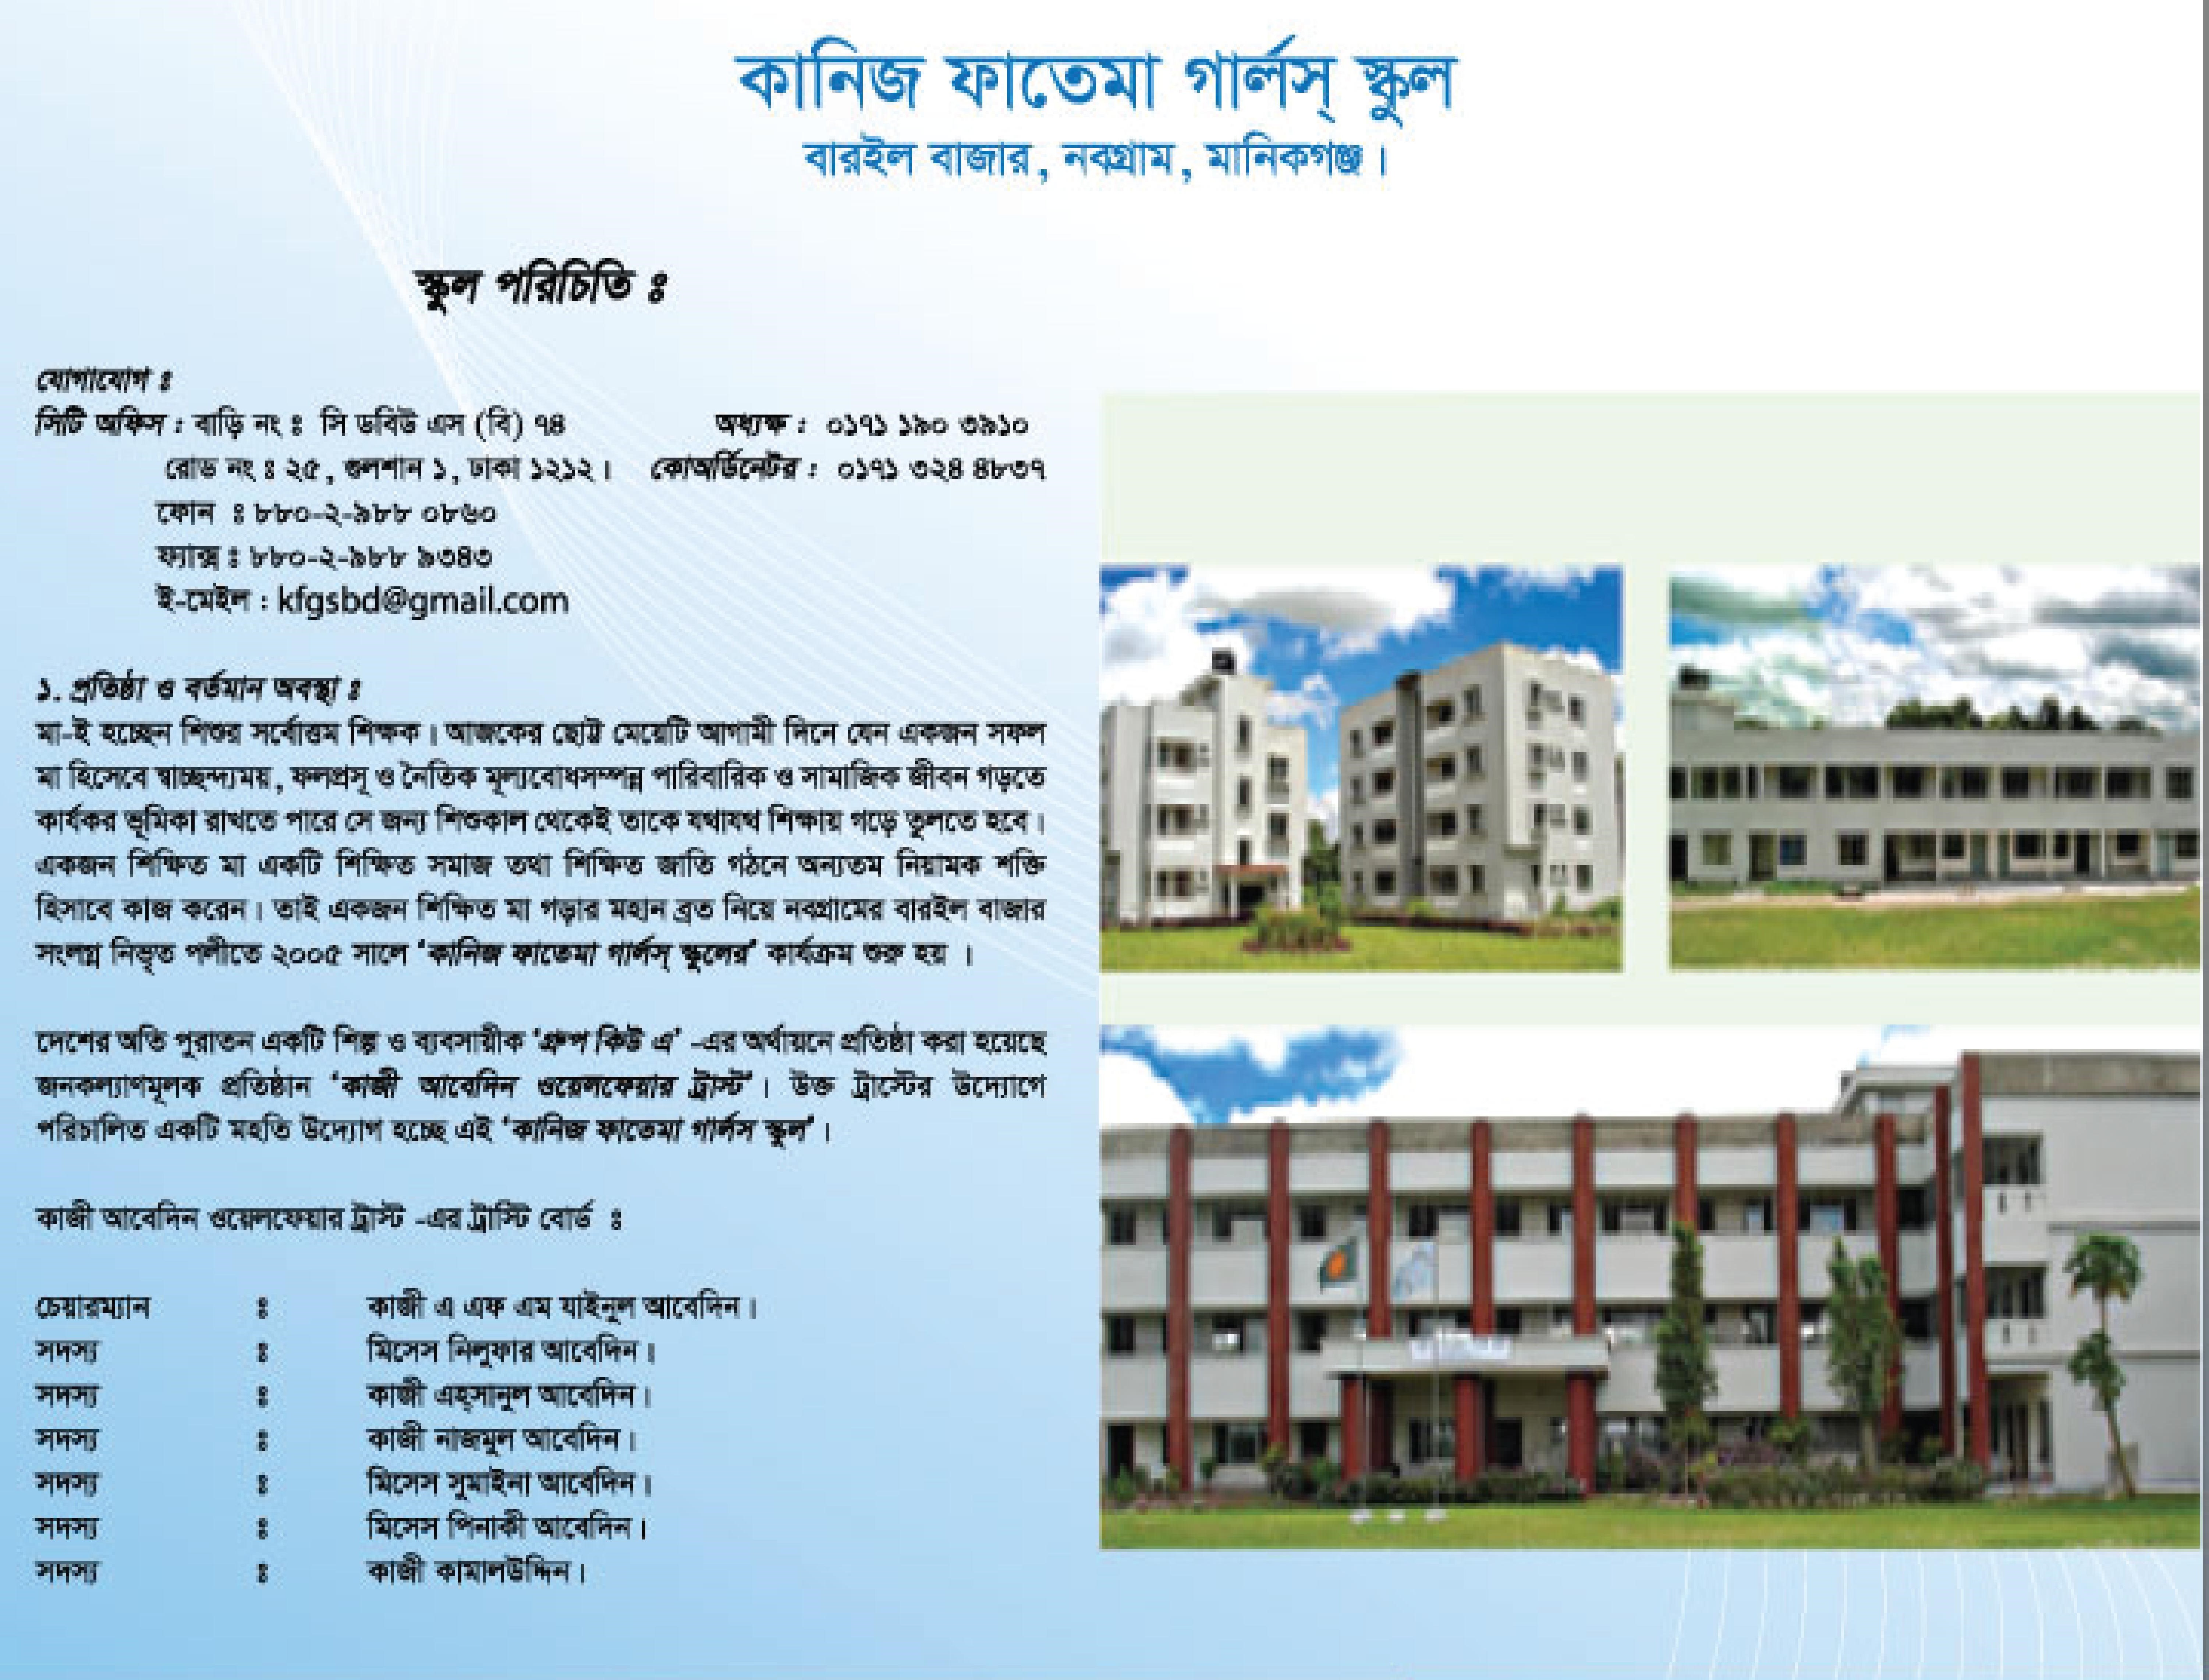 কানিজ ফাতেমা গার্লস্ স্কুল
বারইল বাজার, নবগ্রাম, মানিকগঞ্জ।
স্কুল পরিচিতি ঃ
যোগাযোগ ঃ
সিটি অফিস : বাড়ি নং ঃ সি ডবিউ এস (বি) ৭৪ অধ্যক্ষ : ০১৭১ ১৯০ ৩৯১০
রোড নং ঃ ২৫, গুলশান ১, ঢাকা ১২১২। কোঅর্ডিনেটর : ০১৭১ ৩২৪ ৪৮৩৭
ফোন ঃ ৮৮০-২-৯৮৮ ০৮৬০
ফ্যাক্স ঃ ৮৮০-২-৯৮৮ ৯৩৪৩
ই-মেইল : kfgsbd@gmail.com
১. প্রতিষ্ঠা ও বর্তমান অবস্থা ঃ
মা-ই হচ্ছেন শিশুর সর্বোত্তম শিক্ষক। আজকের ছোট্ট মেয়েটি আগামী দিনে যেন একজন সফল
মা হিসেবে স্বাচ্ছন্দ্যময়, ফলপ্রসূ ও নৈতিক মূল্যবোধসম্পন্ন পারিবারিক ও সামাজিক জীবন গড়তে
কার্যকর ভূমিকা রাখতে পারে সে জন্য শিশুকাল থেকেই তাকে যথাযথ শিক্ষায় গড়ে তুলতে হবে।
একজন শিক্ষিত মা একটি শিক্ষিত সমাজ তথা শিক্ষিত জাতি গঠনে অন্যতম নিয়ামক শক্তি
হিসাবে কাজ করেন। তাই একজন শিক্ষিত মা গড়ার মহান ব্রত নিয়ে নবগ্রামের বারইল বাজার
সংলগ্ন নিভৃত পলীতে ২০০৫ সালে ‘কানিজ ফাতেমা গার্লস্ স্কুলের’ কার্যক্রম শুরু হয় ।
দেশের অতি পুরাতন একটি শিল্প ও ব্যবসায়ীক ‘গ্রুপ কিউ এ’ -এর অর্থায়নে প্রতিষ্ঠা করা হয়েছে
জনকল্যাণমূলক প্রতিষ্ঠান ‘কাজী আবেদিন ওয়েলফেয়ার ট্রাস্ট’। উক্ত ট্রাস্টের উদ্যোগে
পরিচালিত একটি মহতি উদ্যোগ হচ্ছে এই ‘কানিজ ফাতেমা গার্লস স্কুল’।
কাজী আবেদিন ওয়েলফেয়ার ট্রাস্ট -এর ট্রাস্টি বোর্ড ঃ
চেয়ারম্যান ঃ কাজী এ এফ এম যাইনুল আবেদিন।
সদস্য ঃ মিসেস নিলুফার আবেদিন।
সদস্য ঃ কাজী এহ্সানুল আবেদিন।
সদস্য ঃ কাজী নাজমুল আবেদিন।
সদস্য ঃ মিসেস সুমাইনা আবেদিন।
সদস্য ঃ মিসেস পিনাকী আবেদিন।
সদস্য ঃ কাজী কামালউদ্দিন।